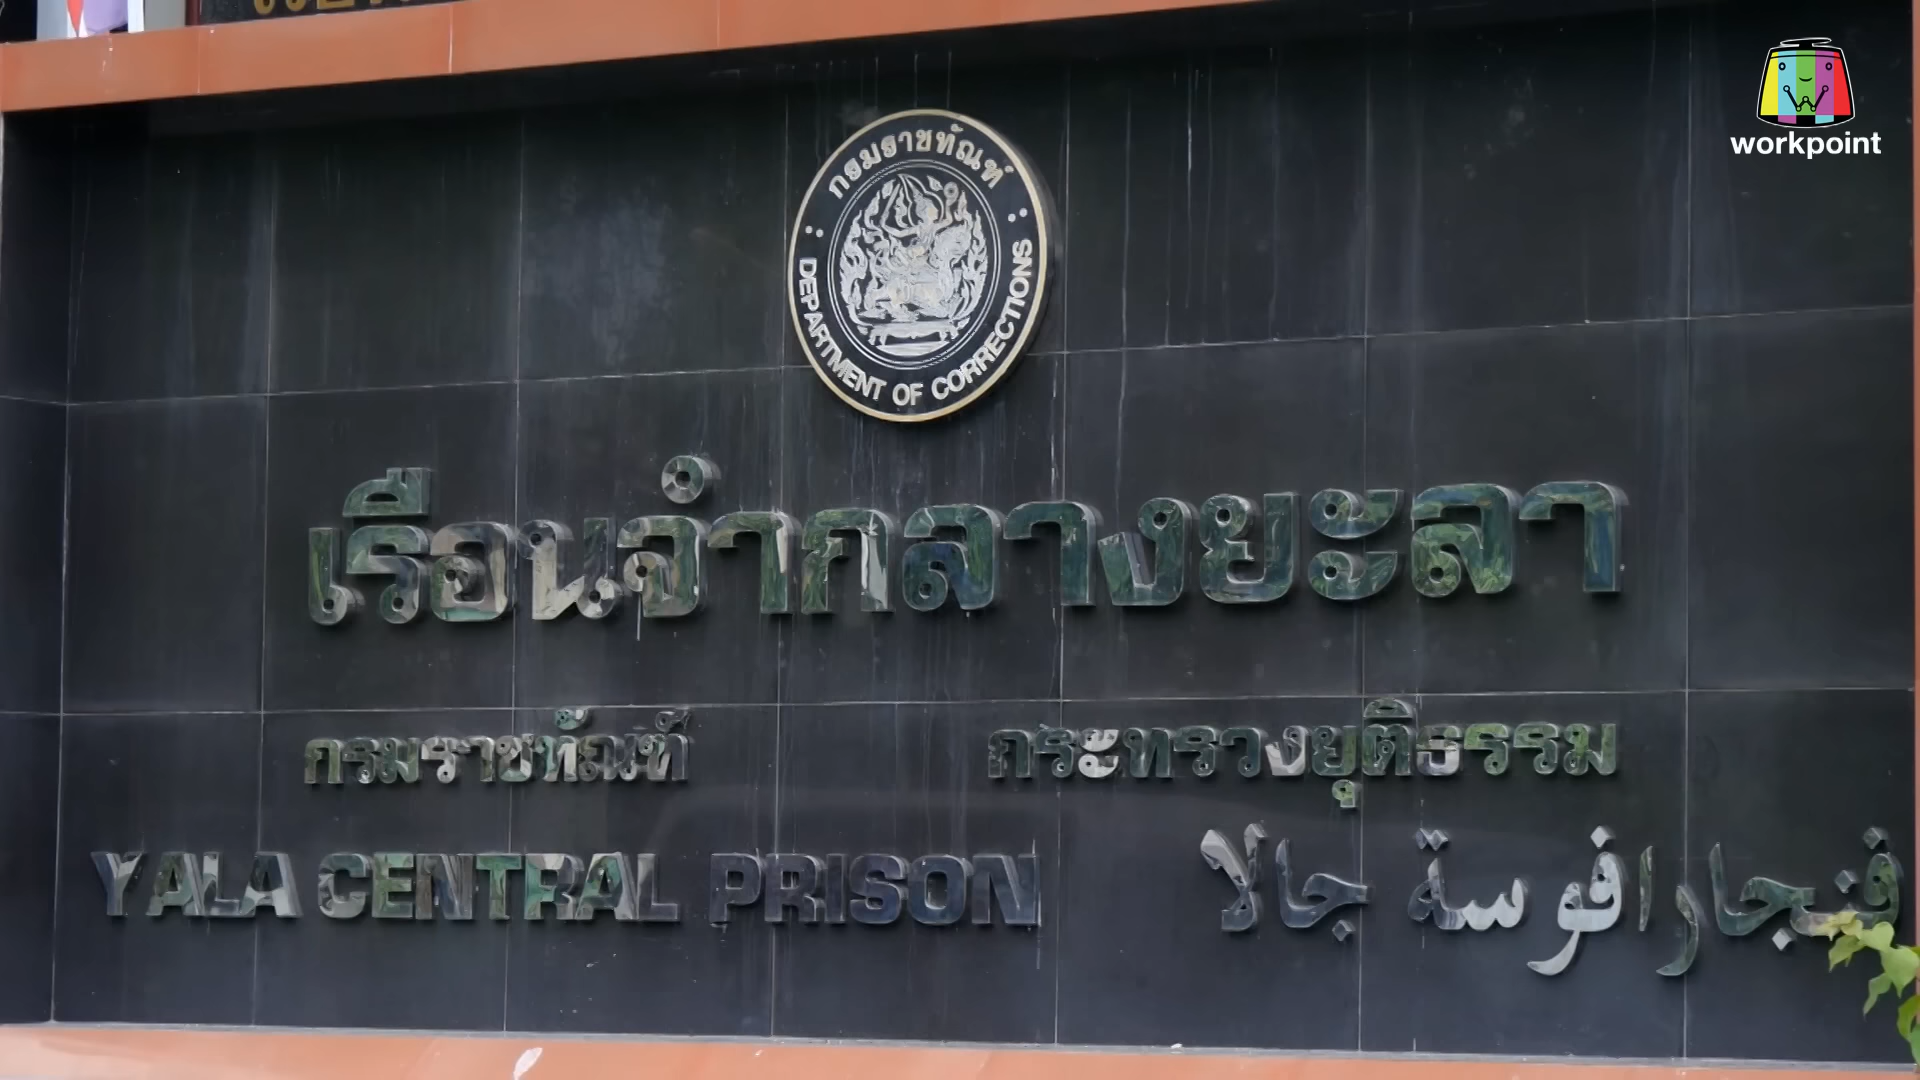 workpoint
กรมราชทัณฑ์
DEPARTMENT OF CORRECTIONS
เรือนจำกลางยะลา
กรมราชทัณฑ์ กระทรวงยุติธรรม
YALA CENTRAL PRISON
فنجارا فوسة جالا